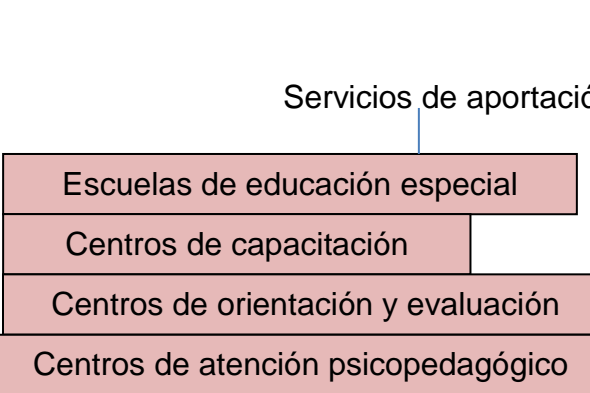 Servicios de aportació
Escuelas de educación especial
Centros de capacitación
Centros de orientación y evaluación
Centros de atención psicopedagógico